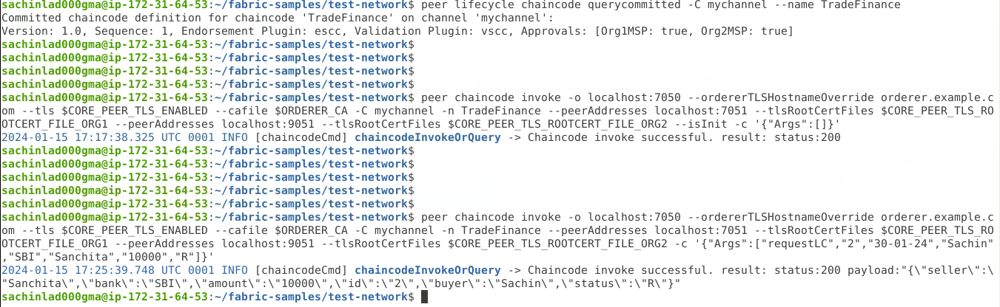 sachinlad000gma@ip-172-31-64-53:~/fabric-samples/test-network$ peer lifecycle chaincode querycommitted -C mychannel --name TradeFinance
Committed chaincode definition for chaincode 'TradeFinance' on channel 'mychannel':
Version: 1.0, Sequence: 1, Endorsement Plugin: escc, Validation Plugin: vscc, Approvals: [Org1MSP: true, Org2MSP: true]
sachinlad000gma@ip-172-31-64-53:~/fabric-samples/test-network$
sachinlad000gma@ip-172-31-64-53:~/fabric-samples/test-network$
sachinlad000gma@ip-172-31-64-53:~/fabric-samples/test-network$
sachinlad000gma@ip-172-31-64-53:~/fabric-samples/test-network$
sachinlad000gma@ip-172-31-64-53:~/fabric-samples/test-network$ peer chaincode invoke -o localhost:7050 --ordererTLSHostnameOverride orderer.example.c
om --tls $CORE_PEER_TLS_ENABLED --cafile $ORDERER_CA -C mychannel -n TradeFinance --peerAddresses localhost:7051 --tlsRootCertFiles $CORE_PEER_TLS_RO
OTCERT_FILE_ORG1 --peerAddresses localhost:9051 --tlsRootCertFiles $CORE_PEER_TLS_ROOTCERT_FILE_ORG2 --isInit -c '{"Args":[]}'
2024-01-15 17:17:38.325 UTC 0001 INFO [chaincodeCmd] chaincodeInvokeOrQuery -> Chaincode invoke successful. result: status:200
sachinlad000gma@ip-172-31-64-53:~/fabric-samples/test-network$
sachinlad000gma@ip-172-31-64-53:~/fabric-samples/test-network$
sachinlad000gma@ip-172-31-64-53:~/fabric-samples/test-network$
sachinlad000gma@ip-172-31-64-53:~/fabric-samples/test-network$
sachinlad000gma@ip-172-31-64-53:~/fabric-samples/test-network$
sachinlad000gma@ip-172-31-64-53:~/fabric-samples/test-network$ peer chaincode invoke -o localhost:7050 --ordererTLSHostnameOverride orderer.example.c
om --tls $CORE_PEER_TLS_ENABLED --cafile $ORDERER_CA -C mychannel -n TradeFinance --peerAddresses localhost:7051 --tlsRootCertFiles $CORE_PEER_TLS_RO
OTCERT_FILE_ORG1 --peerAddresses localhost:9051 --tlsRootCertFiles $CORE_PEER_TLS_ROOTCERT_FILE_ORG2 -c '{"Args":["requestLC","2","30-01-24","Sachin"
,"SBI","Sanchita","10000","R"]}'
2024-01-15 17:25:39.748 UTC 0001 INFO [chaincodeCmd] chaincodeInvokeOrQuery -> Chaincode invoke successful. result: status:200 payload:"{\"seller\":\
"Sanchita\",\"bank\":\"SBI\",\"amount\":\"10000\",\"id\":\"2\",\"buyer\":\"Sachin\",\"status\":\"R\"}"
sachinlad000gma@ip-172-31-64-53:~/fabric-samples/test-network$